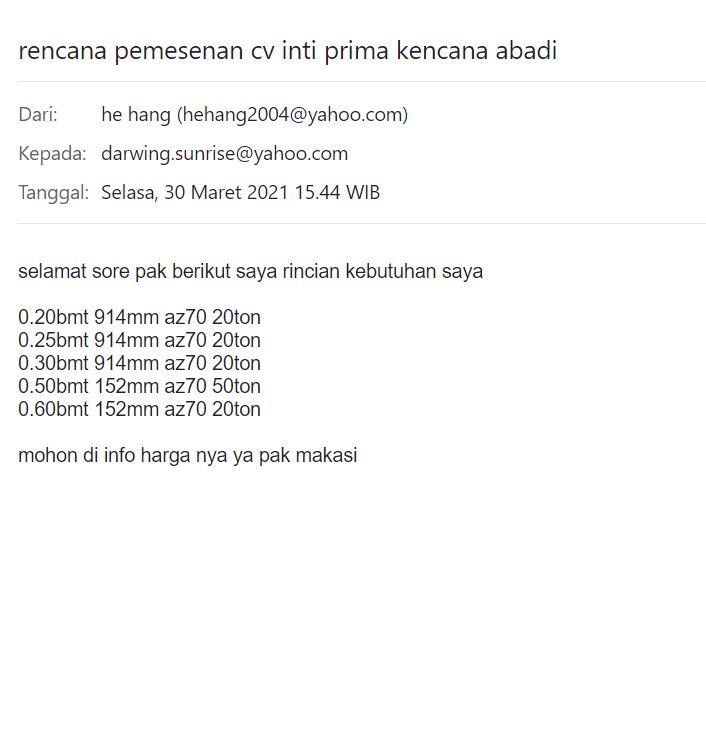 rencana pemesenan cv inti prima kencana abadi
Dari: he hang (hehang2004@yahoo.com)
Kepada: darwing.sunrise@yahoo.com
Tanggal: Selasa, 30 Maret 2021 15.44 WIB
selamat sore pak berikut saya rincian kebutuhan saya
0.20bmt 914mm az70 20ton
0.25bmt 914mm az70 20ton
0.30bmt 914mm az70 20ton
0.50bmt 152mm az70 50ton
0.60bmt 152mm az70 20ton
mohon di info harga nya ya pak makasi